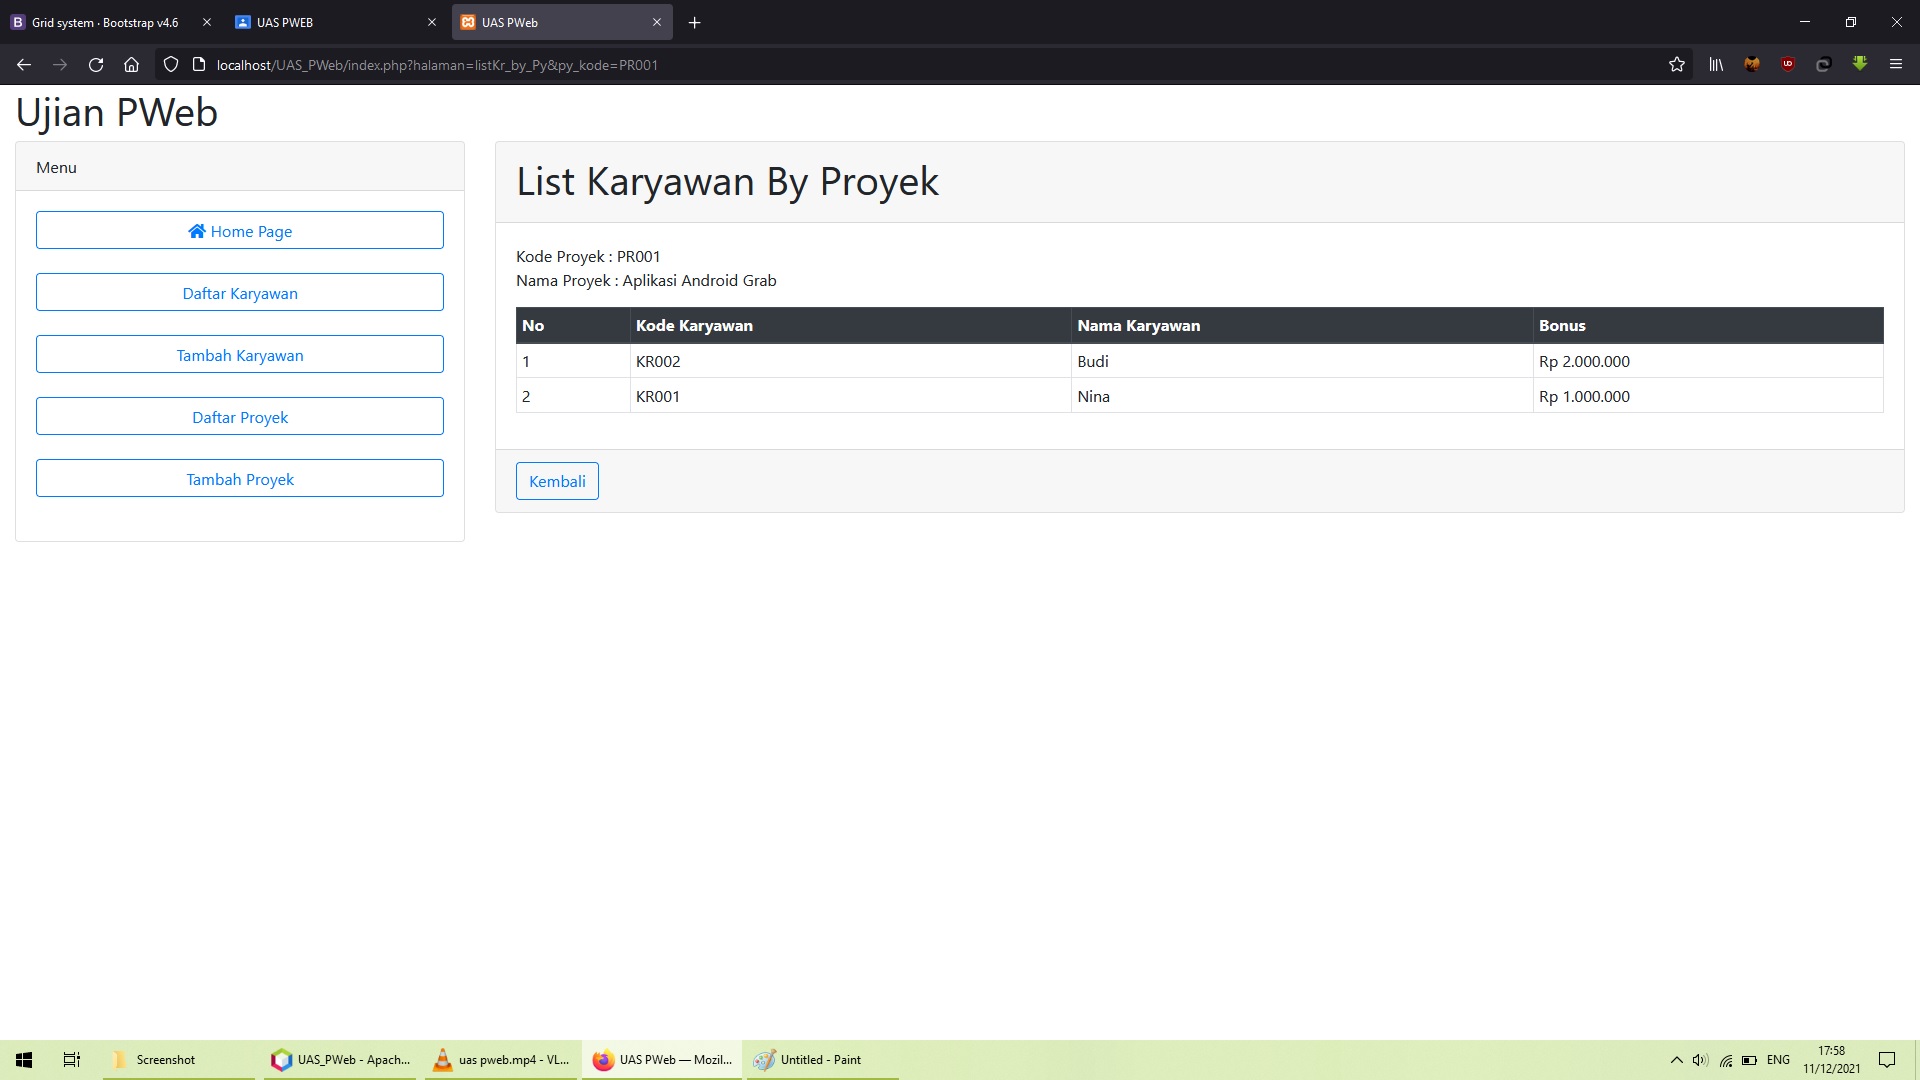 Grid system · Bootstrap v4.6
UAS PWEB
UAS PWeb
localhost/UAS_PWeb/index.php?halaman=listKr_by_Py&py_kode=PR001
Ujian PWeb
Menu
Home Page
Daftar Karyawan
Tambah Karyawan
Daftar Proyek
Tambah Proyek
List Karyawan By Proyek
Kode Proyek : PR001
Nama Proyek : Aplikasi Android Grab
No Kode Karyawan Nama Karyawan Bonus
1 KR002 Budi Rp 2.000.000
2 KR001 Nina Rp 1.000.000
Kembali
Screenshot
UAS_PWeb - Apach...
uas pweb.mp4 - VL...
UAS PWeb — Mozil...
Untitled - Paint
ENG
17:58
11/12/2021